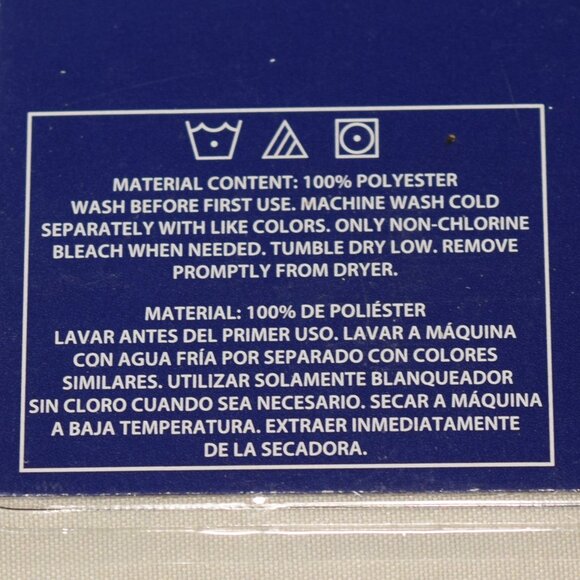 MATERIAL CONTENT: 100% POLYESTER
WASH BEFORE FIRST USE. MACHINE WASH COLD
SEPARATELY WITH LIKE COLORS. ONLY NON-CHLORINE
BLEACH WHEN NEEDED. TUMBLE DRY LOW. REMOVE
PROMPTLY FROM DRYER.
MATERIAL: 100% DE POLIÉSTER
LAVAR ANTES DEL PRIMER USO. LAVAR A MÁQUINA
CON AGUA FRÍA POR SEPARADO CON COLORES
SIMILARES. UTILIZAR SOLAMENTE BLANQUEADOR
SIN CLORO CUANDO SEA NECESARIO. SECAR A MÁQUINA
A BAJA TEMPERATURA. EXTRAER INMEDIATAMENTE
DE LA SECADORA.